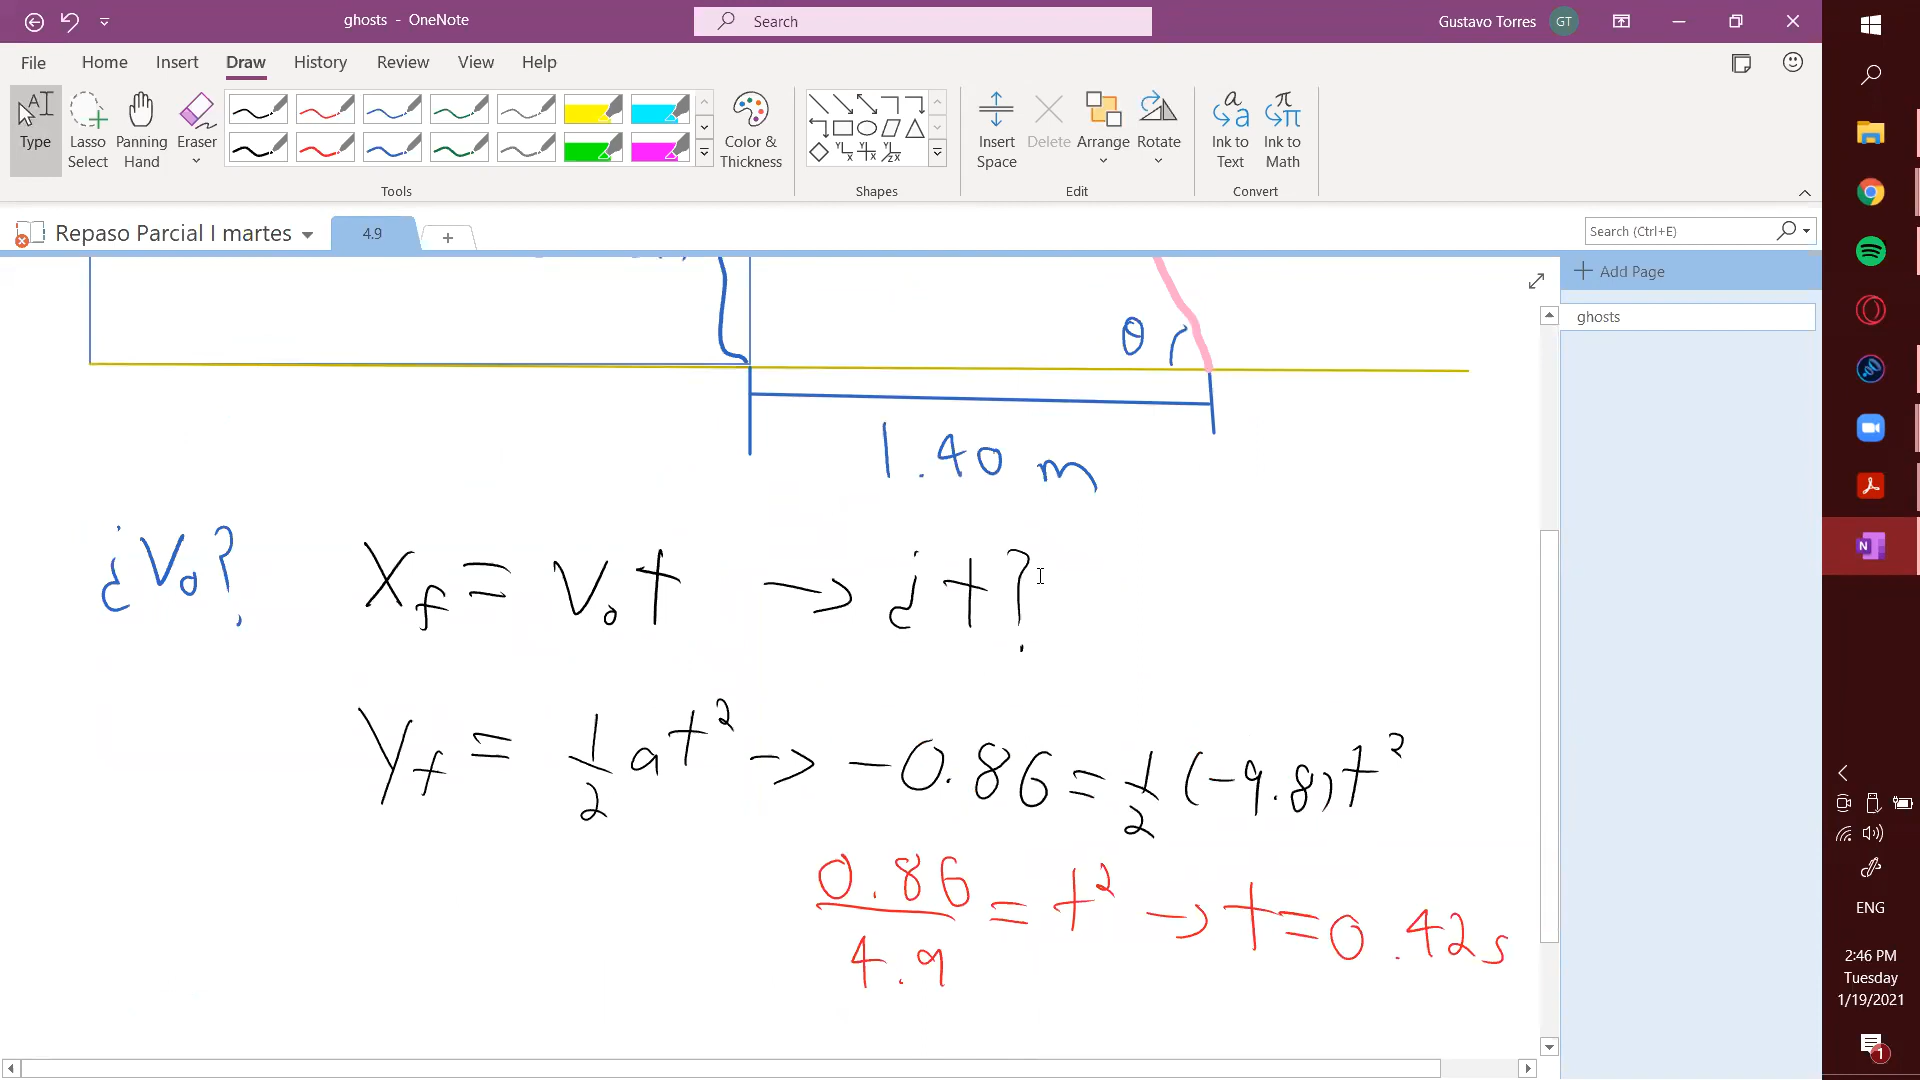 ghosts - OneNote
Search
Gustavo Torres
GT
File
Home
Insert
Draw
History
Review
View
Help
Type
Lasso Select
Panning Hand
Eraser
Color & Thickness
Insert Space
Delete
Arrange
Rotate
Ink to Text
Ink to Math
Tools
Shapes
Edit
Convert
Repaso Parcial I martes
4.9
Search (Ctrl+E)
Add Page
ghosts
θ
1.40 m
¿V₀?
X_f = V₀t → ¿t?
Y_f = 1/2 at² → -0.86 = 1/2 (-9.8)t²
0.86/4.9 = t² → t = 0.42s
ENG
2:46 PM
Tuesday
1/19/2021
1